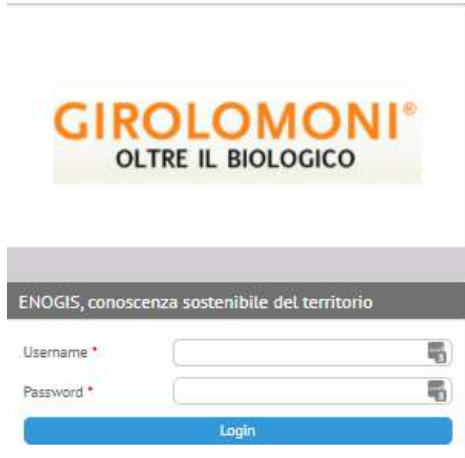 GIROLOMONI®
OLTRE IL BIOLOGICO
ENOGIS, conoscenza sostenibile del territorio
Username *
Password *
Login